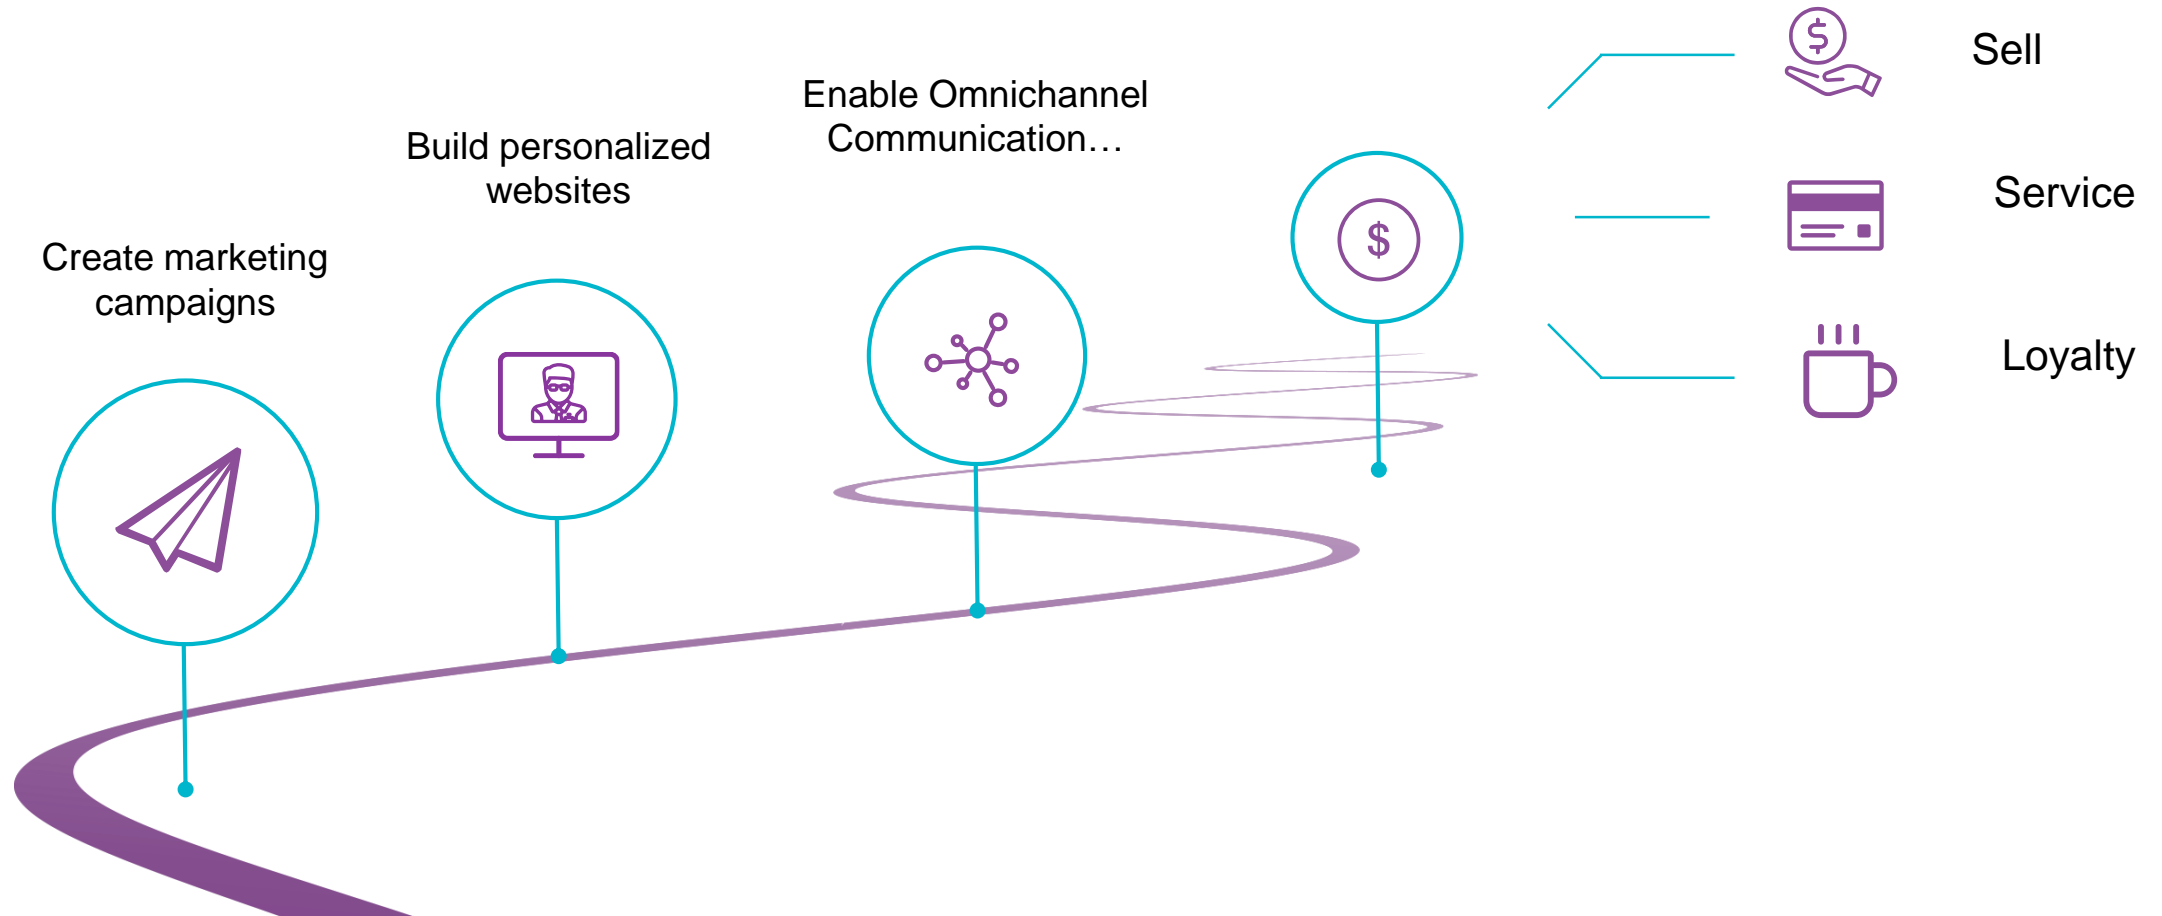 Create marketing
campaigns
Build personalized
websites
Enable Omnichannel
Communication…
$
$
Sell
Service
Loyalty